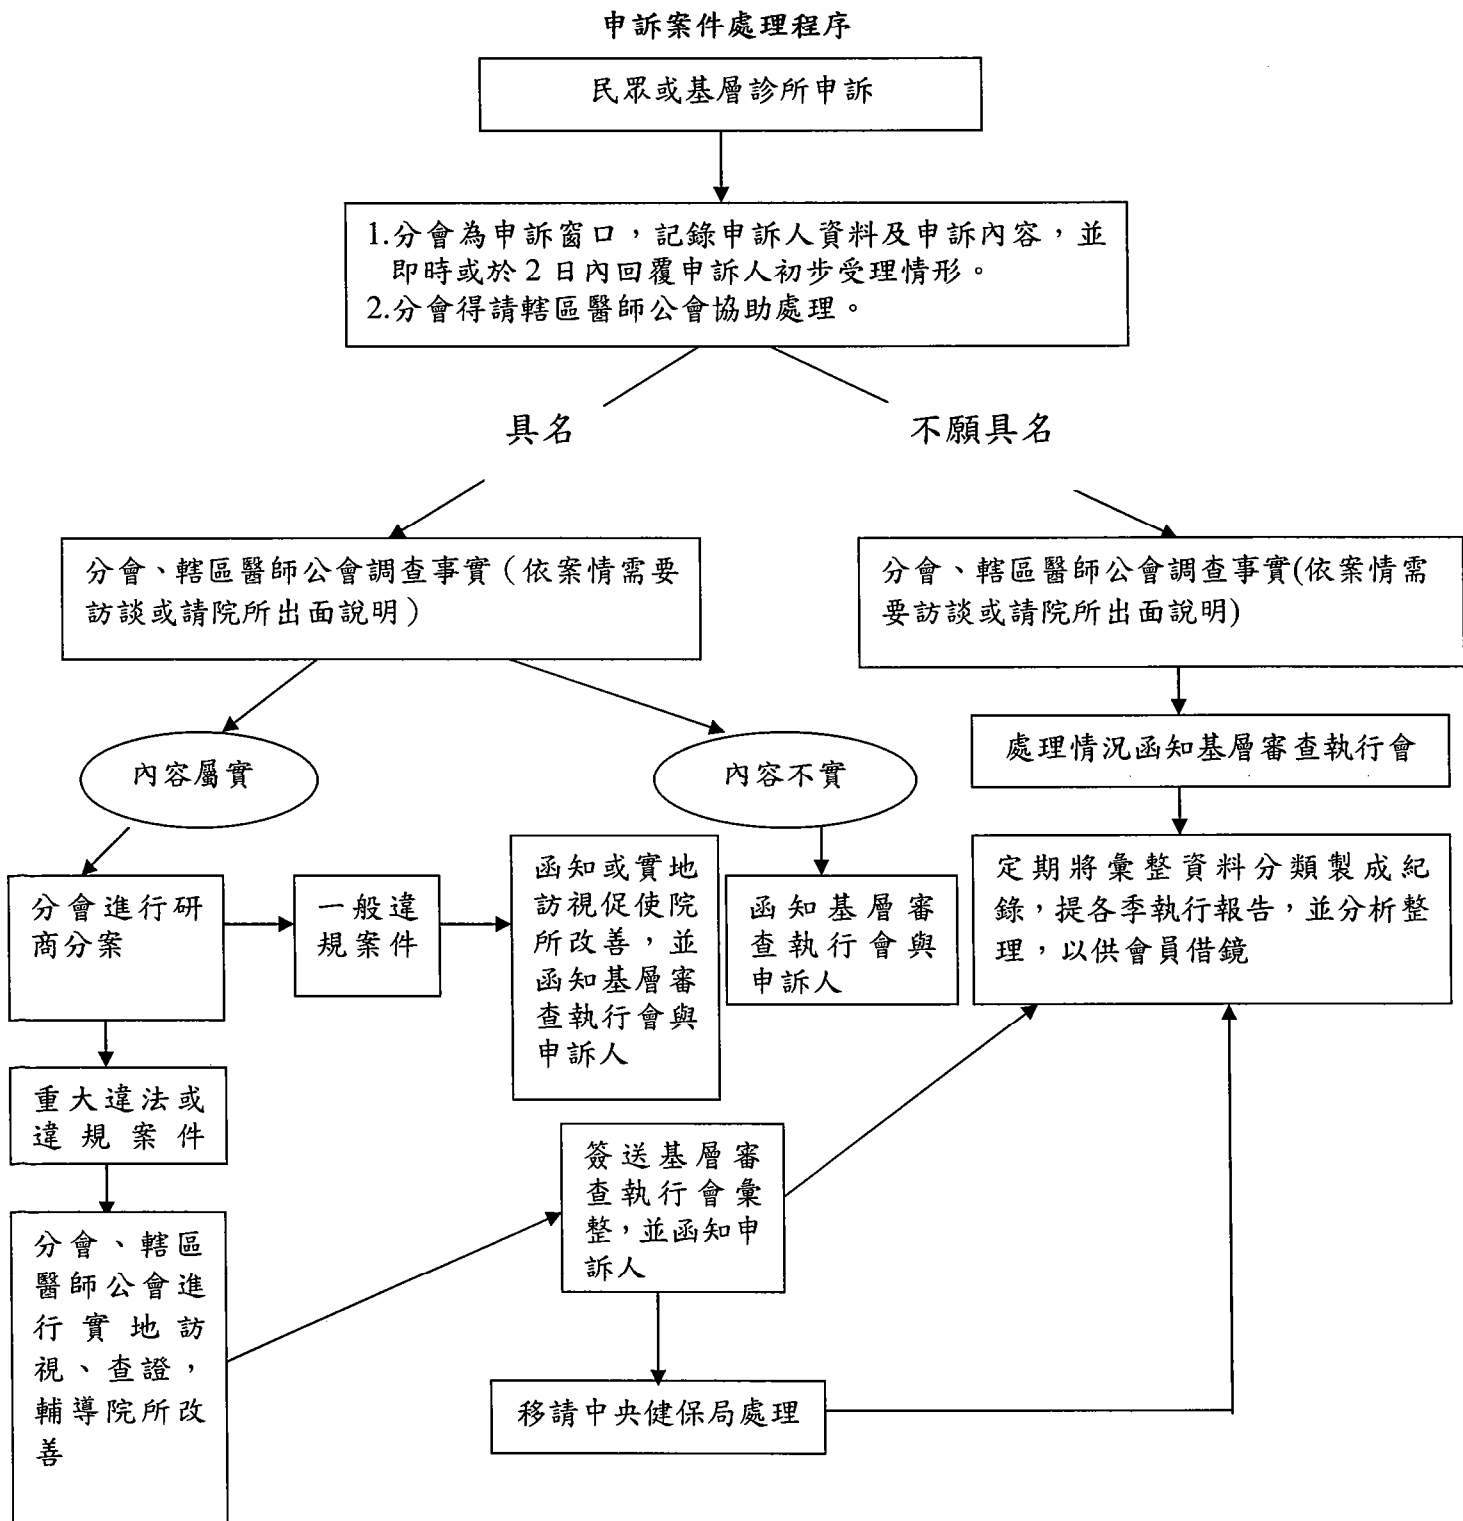 申訴案件處理程序
民眾或基層診所申訴
1.分會為申訴窗口，記錄申訴人資料及申訴內容，並
即時或於2日內回覆申訴人初步受理情形。
2.分會得請轄區醫師公會協助處理。
具名
不願具名
分會、轄區醫師公會調查事實（依案情需要
訪談或請院所出面說明）
分會、轄區醫師公會調查事實(依案情需
要訪談或請院所出面說明)
內容屬實
內容不實
處理情況函知基層審查執行會
分會進行研
商分案
一般違
規案件
函知或實地
訪視促使院
所改善，並
函知基層審
查執行會與
申訴人
函知基層審
查執行會與
申訴人
定期將彙整資料分類製成紀
錄，提各季執行報告，並分析整
理，以供會員借鏡
重大違法或
違規案件
簽送基層審
查執行會彙
整，並函知申
訴人
分會、轄區
醫師公會進
行實地訪
視、查證，
輔導院所改
善
移請中央健保局處理